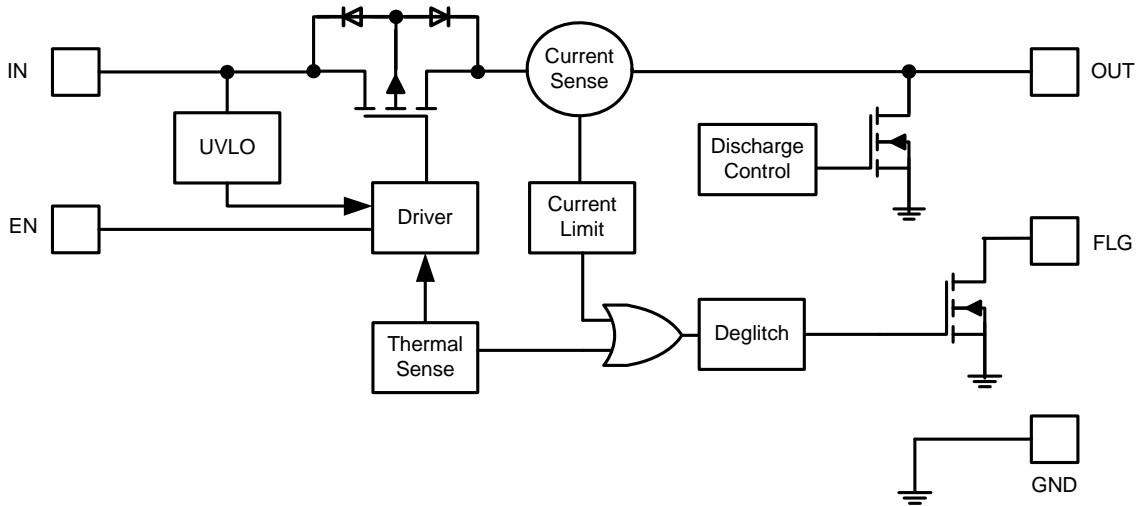 IN
Current
Sense
OUT
UVLO
Discharge
Control
EN
Driver
Current
Limit
FLG
Thermal
Sense
Deglitch
GND